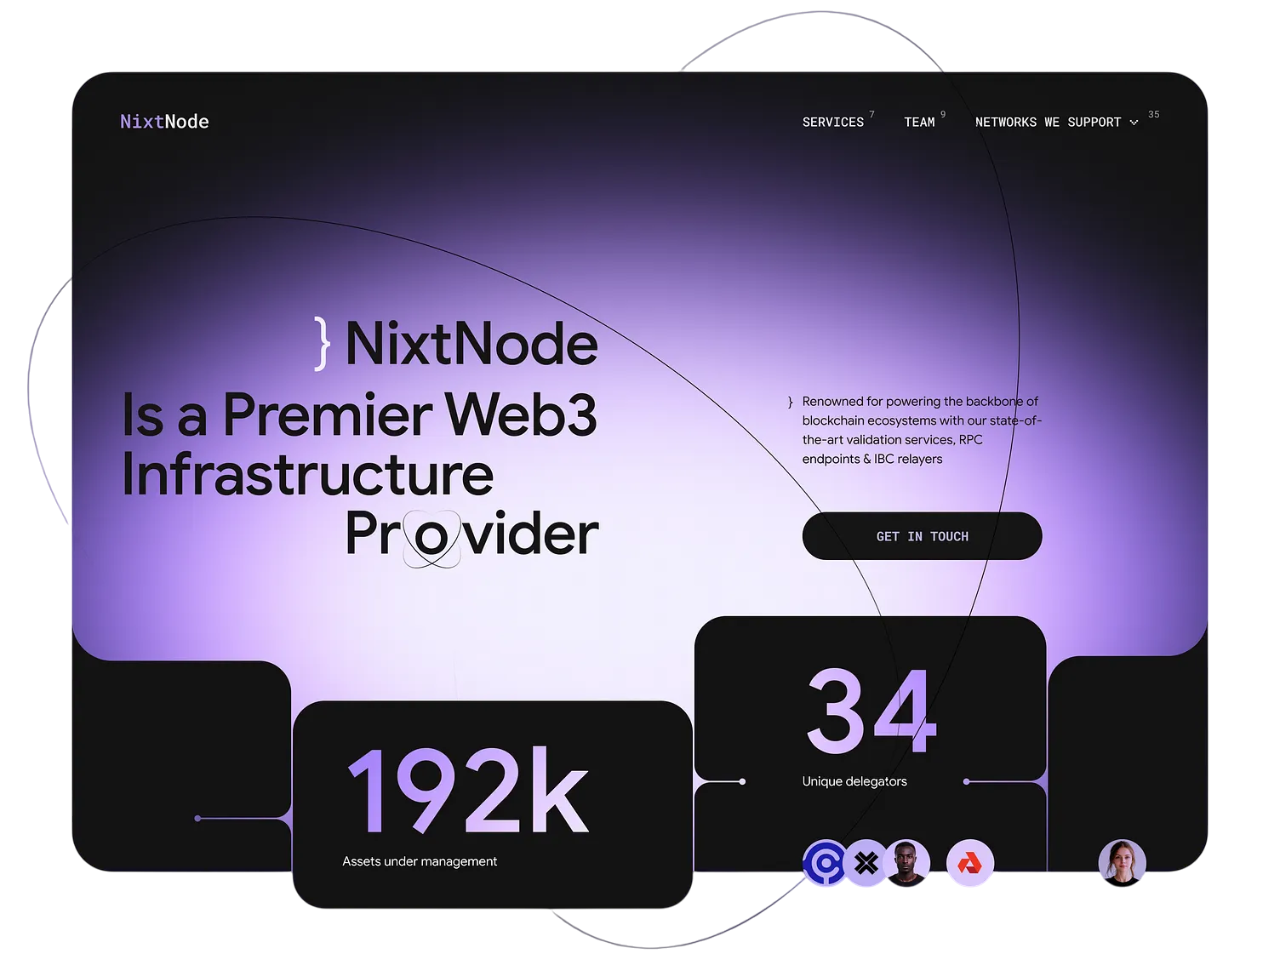 NixtNode
SERVICES 7 TEAM 9 NETWORKS WE SUPPORT 35
} NixtNode
Is a Premier Web3
Infrastructure
Provider
} Renowned for powering the backbone of
blockchain ecosystems with our state-of-
the-art validation services, RPC
endpoints & IBC relayers
GET IN TOUCH
192k
Assets under management
34
Unique delegators